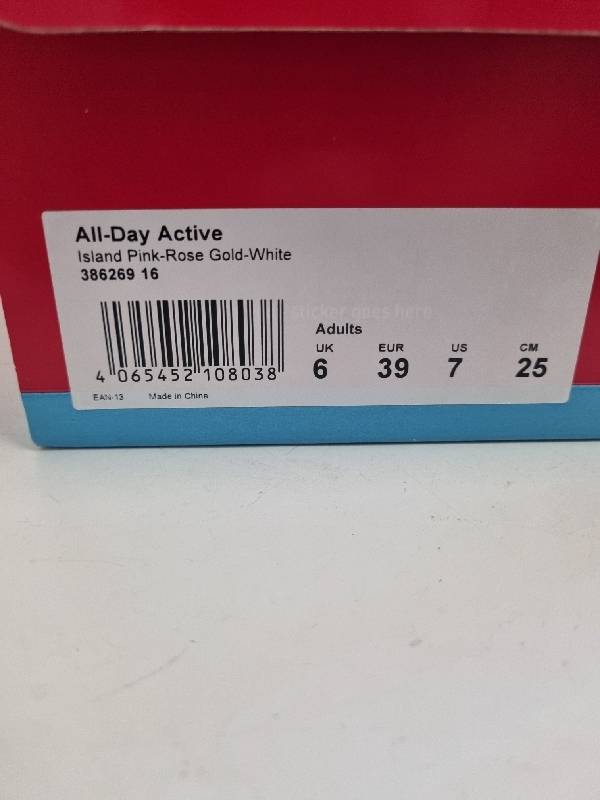 All-Day Active
Island Pink-Rose Gold-White
386269 16
sticker goes here
Adults
UK EUR US CM
6 39 7 25
4 065452 108038
EAN-13 Made in China